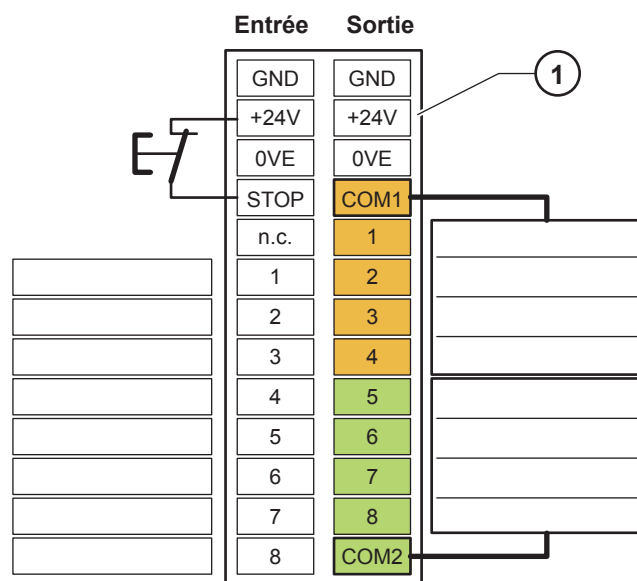 Entrée Sortie
1
GND GND
+24V +24V
0VE 0VE
STOP COM1
n.c. 1
1 2
2 3
3 4
4 5
5 6
6 7
7 8
8 COM2